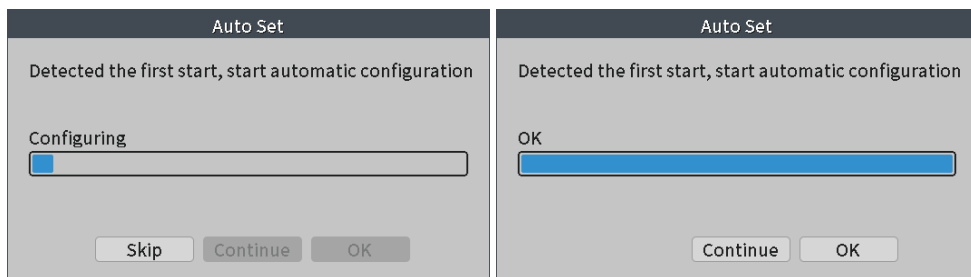 Auto Set
Detected the first start, start automatic configuration
Configuring
Skip Continue OK
Auto Set
Detected the first start, start automatic configuration
OK
Continue OK